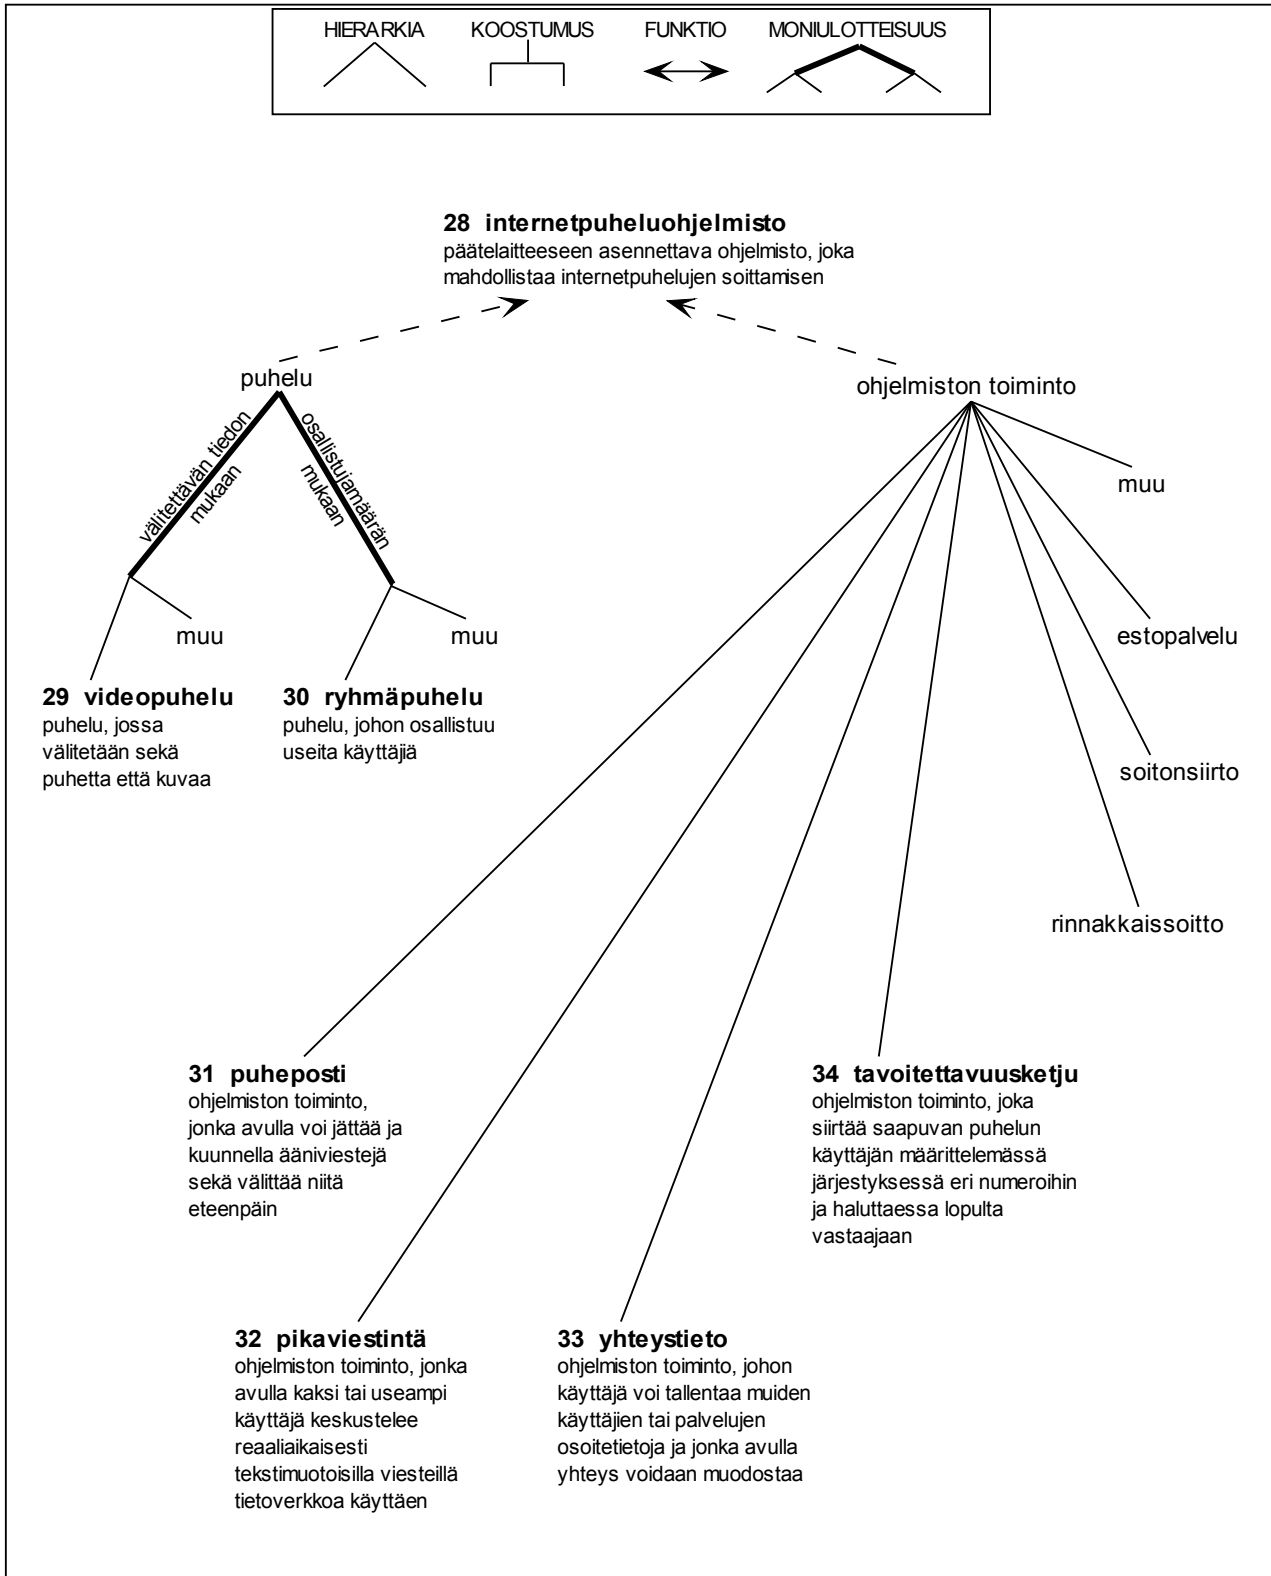 HIERARKIA KOOSTUMUS FUNKTIO MONIULOTTEISUUS
28 internetpuheluohjelmisto
päätelaitteeseen asennettava ohjelmisto, joka
mahdollistaa internetpuhelujen soittamisen
puhelu
ohjelmiston toiminto
välitettävän tiedon
mukaan
osallistujamäärän
mukaan
muu
muu
muu
estopalvelu
soitonsiirto
rinnakkaissoitto
29 videopuhelu
puhelu, jossa
välitetään sekä
puhetta että kuvaa
30 ryhmäpuhelu
puhelu, johon osallistuu
useita käyttäjiä
31 puheposti
ohjelmiston toiminto,
jonka avulla voi jättää ja
kuunnella ääniviestejä
sekä välittää niitä
eteenpäin
34 tavoitettavuusketju
ohjelmiston toiminto, joka
siirtää saapuvan puhelun
käyttäjän määrittelemässä
järjestyksessä eri numeroihin
ja haluttaessa lopulta
vastaajaan
32 pikaviestintä
ohjelmiston toiminto, jonka
avulla kaksi tai useampi
käyttäjä keskustelee
reaaliaikaisesti
tekstimuotoisilla viesteillä
tietoverkkoa käyttäen
33 yhteystieto
ohjelmiston toiminto, johon
käyttäjä voi tallentaa muiden
käyttäjien tai palvelujen
osoitetietoja ja jonka avulla
yhteys voidaan muodostaa